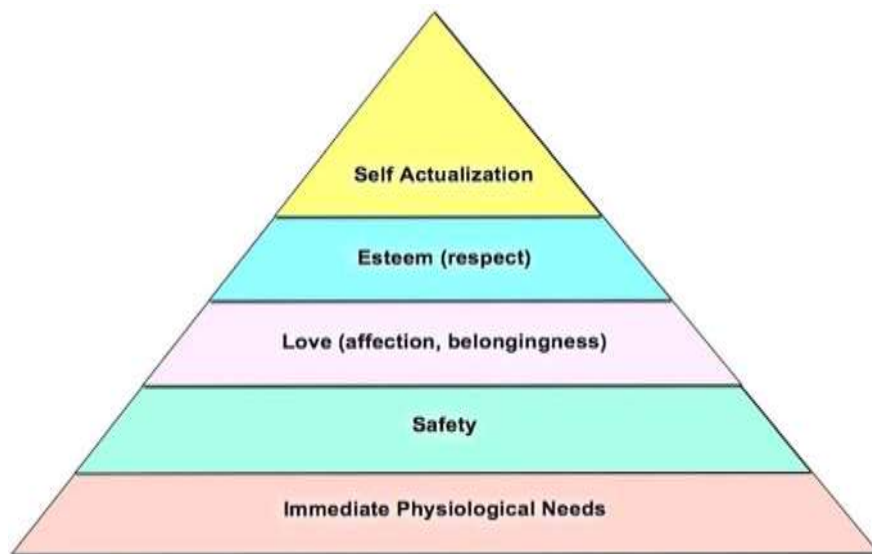 Self Actualization
Esteem (respect)
Love (affection, belongingness)
Safety
Immediate Physiological Needs